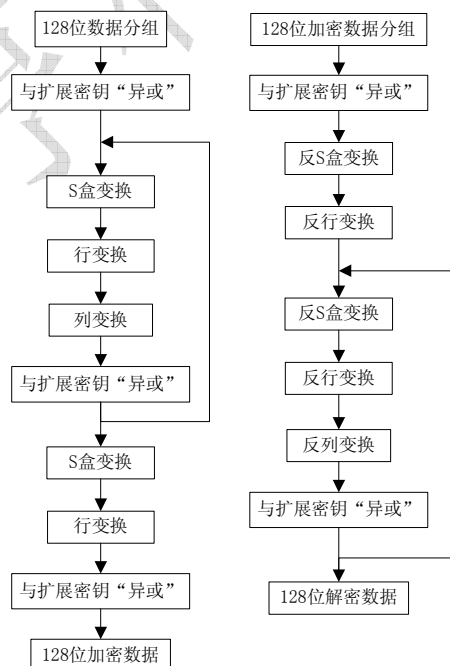 128位数据分组
与扩展密钥“异或”
S盒变换
行变换
列变换
与扩展密钥“异或”
S盒变换
行变换
与扩展密钥“异或”
128位加密数据
128位加密数据分组
与扩展密钥“异或”
反S盒变换
反行变换
反S盒变换
反行变换
反列变换
与扩展密钥“异或”
128位解密数据